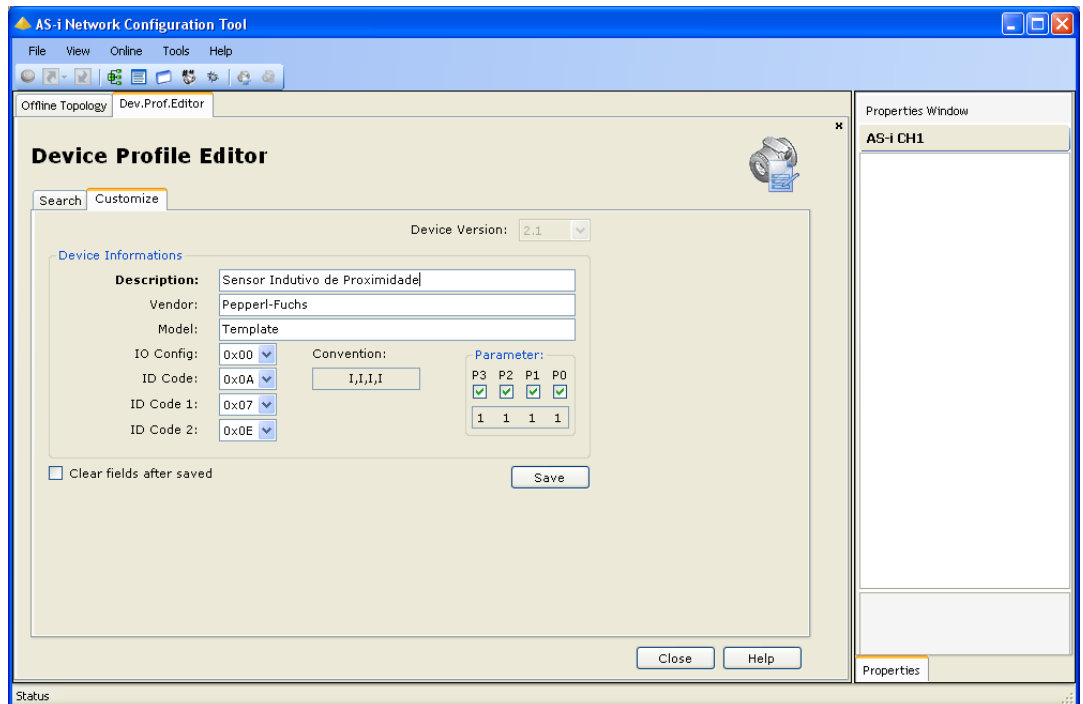 AS-i Network Configuration Tool
File View Online Tools Help
Offline Topology Dev.Prof.Editor
Properties Window
AS-i CH1
Device Profile Editor
Search Customize
Device Version: 2.1
Device Informations
Description: Sensor Indutivo de Proximidade
Vendor: Pepperl-Fuchs
Model: Template
IO Config: 0x00 Convention: Parameter:
ID Code: 0x0A I,I,I,I P3 P2 P1 P0
ID Code 1: 0x07
1 1 1 1
ID Code 2: 0x0E
Clear fields after saved Save
Close Help
Properties
Status